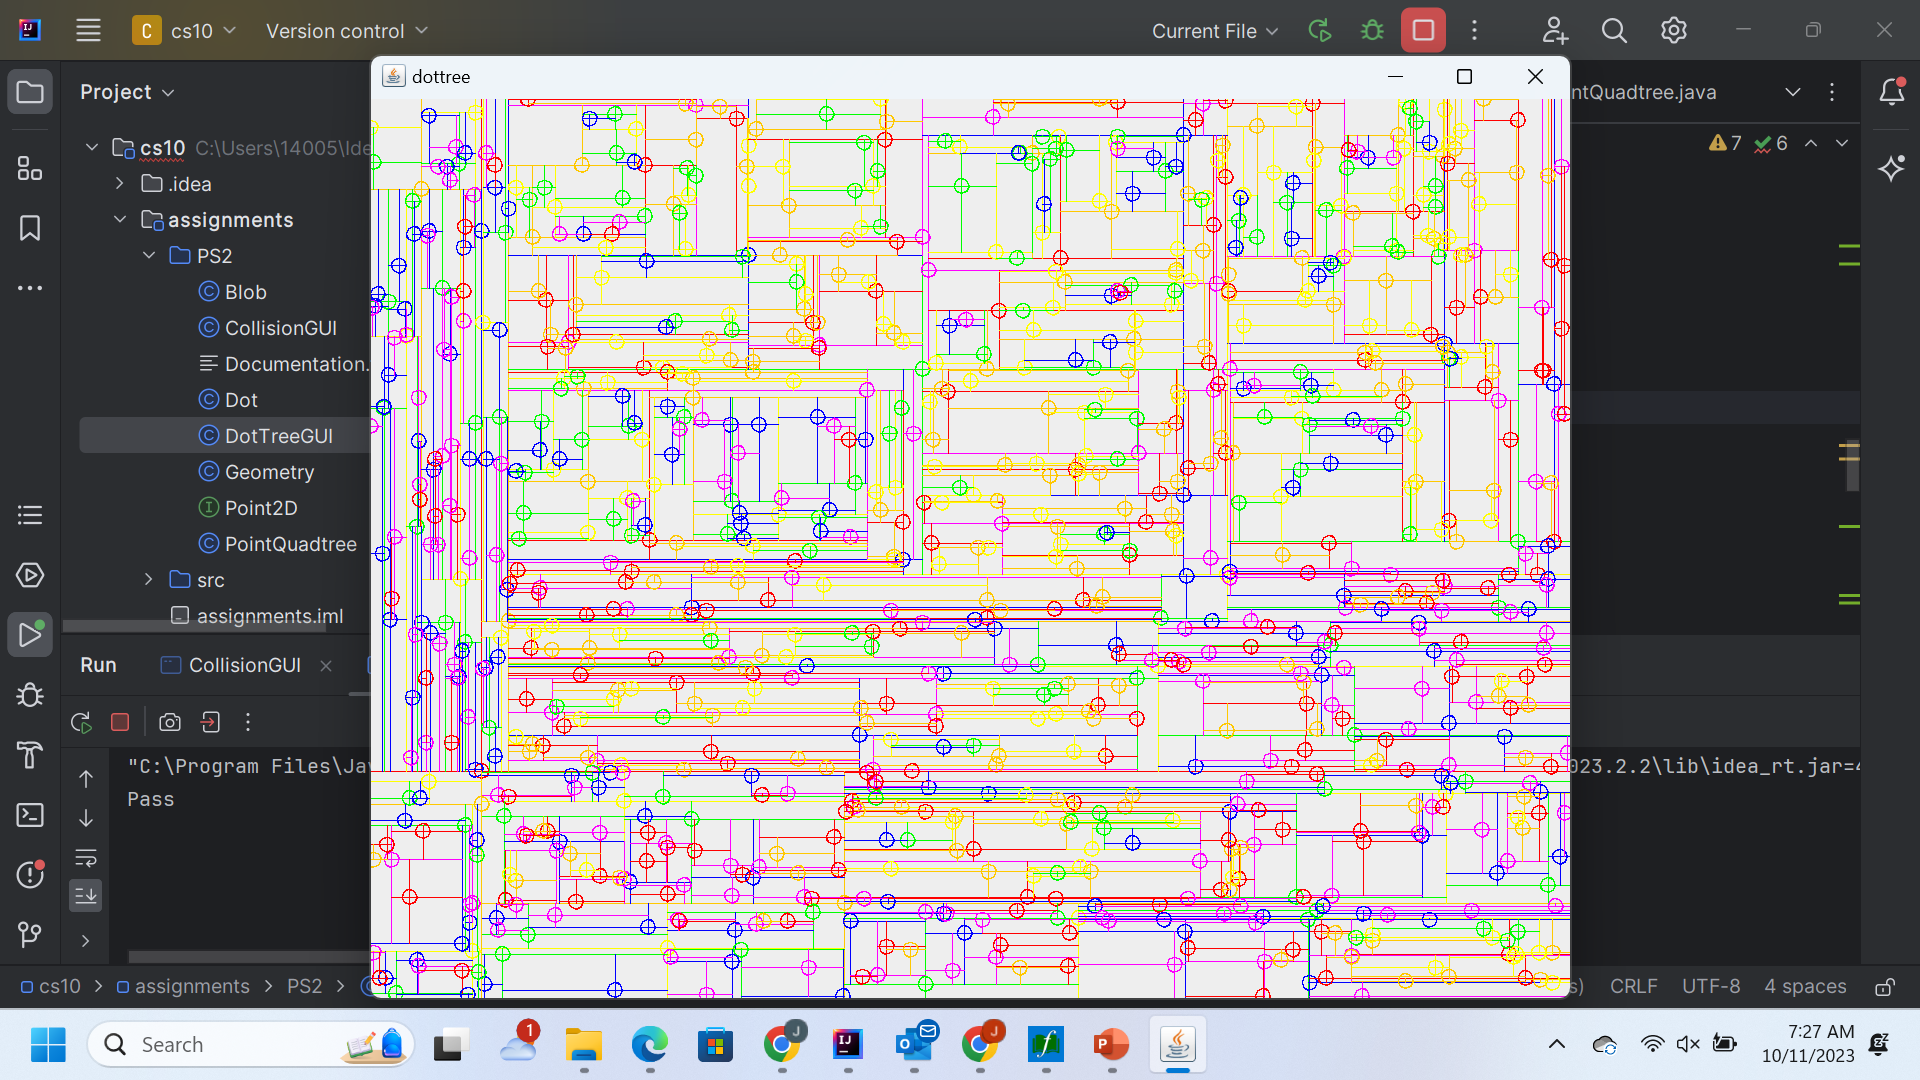 C cs10 Version control Current File
dottree
Project
ntQuadtree.java
cs10 C:\Users\14005\Ide
7 6
.idea
assignments
PS2
Blob
CollisionGUI
Documentation.
Dot
DotTreeGUI
Geometry
Point2D
PointQuadtree
src
assignments.iml
Run CollisionGUI
"C:\Program Files\Jav
023.2.2\lib\idea_rt.jar=4
Pass
cs10 > assignments > PS2 >
s) CRLF UTF-8 4 spaces
Search
1
7:27 AM
10/11/2023